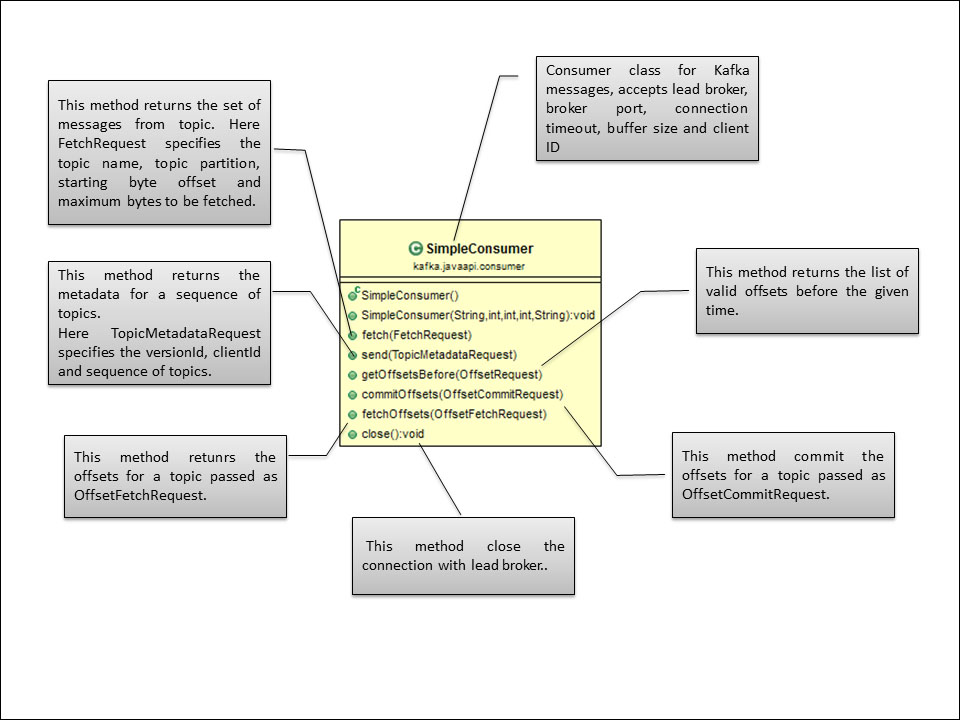 Consumer class for Kafka
messages, accepts lead broker,
broker port, connection
timeout, buffer size and client
ID
This method returns the set of
messages from topic. Here
FetchRequest specifies the
topic name, topic partition,
starting byte offset and
maximum bytes to be fetched.
SimpleConsumer
kafka.javaapi.consumer
SimpleConsumer()
SimpleConsumer(String,int,int,int,String):void
fetch(FetchRequest)
send(TopicMetadataRequest)
getOffsetsBefore(OffsetRequest)
commitOffsets(OffsetCommitRequest)
fetchOffsets(OffsetFetchRequest)
close():void
This method returns the
metadata for a sequence of
topics.
Here TopicMetadataRequest
specifies the versionId, clientId
and sequence of topics.
This method returns the list of
valid offsets before the given
time.
This method retunrs the
offsets for a topic passed as
OffsetFetchRequest.
This method commit the
offsets for a topic passed as
OffsetCommitRequest.
This method close the
connection with lead broker..